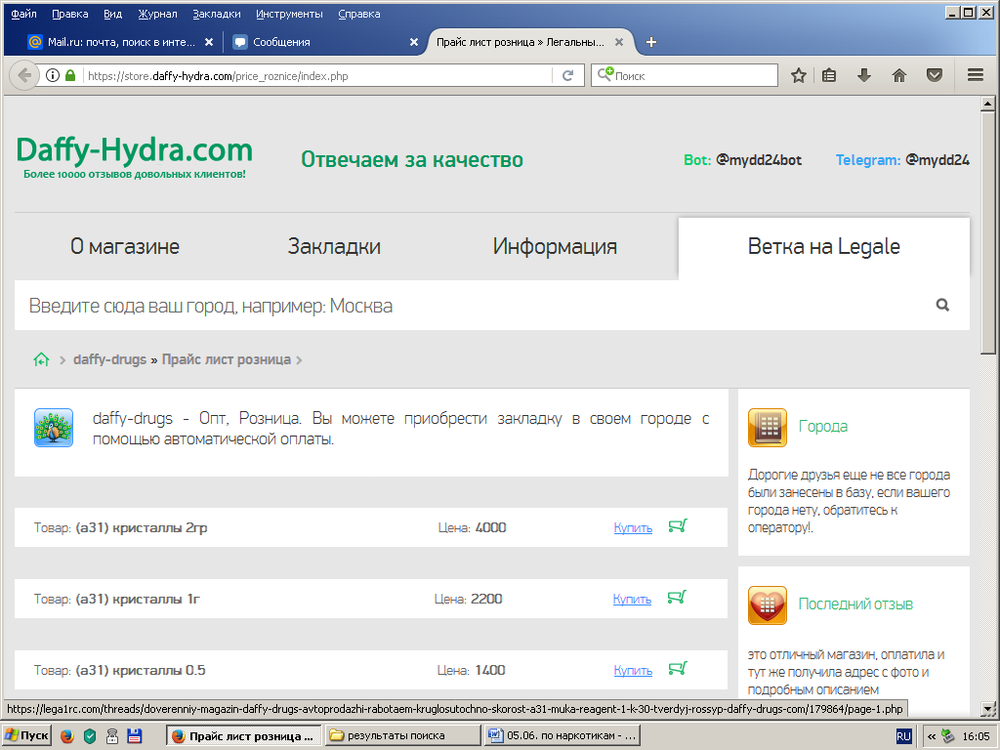 Файл Правка Вид Журнал Закладки Инструменты Справка
Mail.ru: почта, поиск в инте... Сообщения Прайс лист розница » Легальны...
https://store.daffy-hydra.com/price_roznice/index.php Поиск
Daffy-Hydra.com
Более 10000 отзывов довольных клиентов!
Отвечаем за качество
Bot: @mydd24bot Telegram: @mydd24
О магазине Закладки Информация Ветка на Legale
Введите сюда ваш город, например: Москва
daffy-drugs » Прайс лист розница
daffy-drugs - Опт, Розница. Вы можете приобрести закладку в своем городе с
помощью автоматической оплаты.
Товар: (а31) кристаллы 2гр Цена: 4000 Купить
Товар: (а31) кристаллы 1г Цена: 2200 Купить
Товар: (а31) кристаллы 0.5 Цена: 1400 Купить
Города
Дорогие друзья еще не все города
были занесены в базу, если вашего
города нету, обратитесь к
оператору!.
Последний отзыв
это отличный магазин, оплатила и
тут же получила адрес с фото и
подробным описанием
https://lega1rc.com/threads/doverenniy-magazin-daffy-drugs-avtoprodazhi-rabotaem-kruglosutochno-skorost-a31-muka-reagent-1-k-30-tverdyj-rossyp-daffy-drugs-com/179864/page-1.php
Пуск Прайс лист розница ... результаты поиска 05.06. по наркотикам - ... RU « 16:05